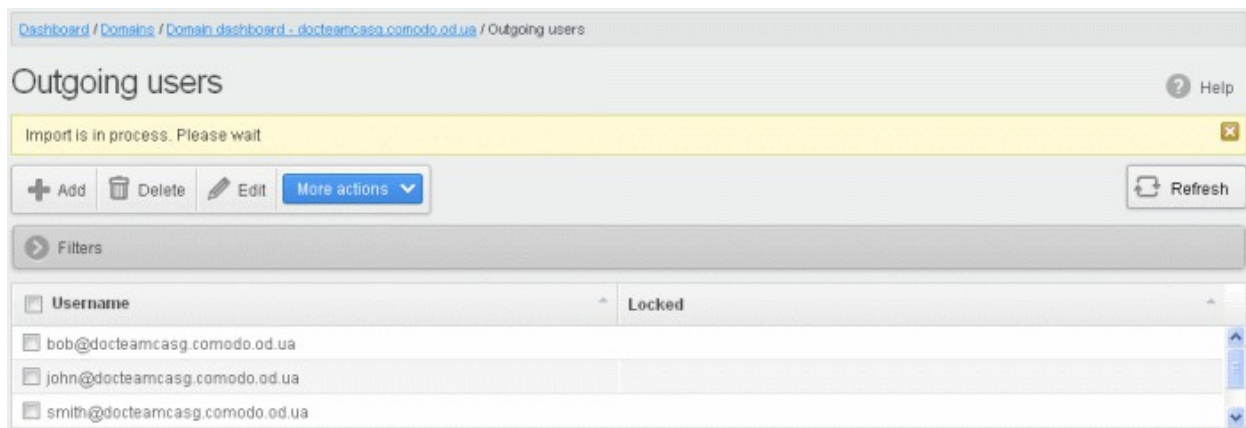 Dashboard / Domains / Domain dashboard - docteamcasg.comodo.od.ua / Outgoing users
Outgoing users
Help
Import is in process. Please wait
Add Delete Edit More actions
Refresh
Filters
Username Locked
bob@docteamcasg.comodo.od.ua
john@docteamcasg.comodo.od.ua
smith@docteamcasg.comodo.od.ua